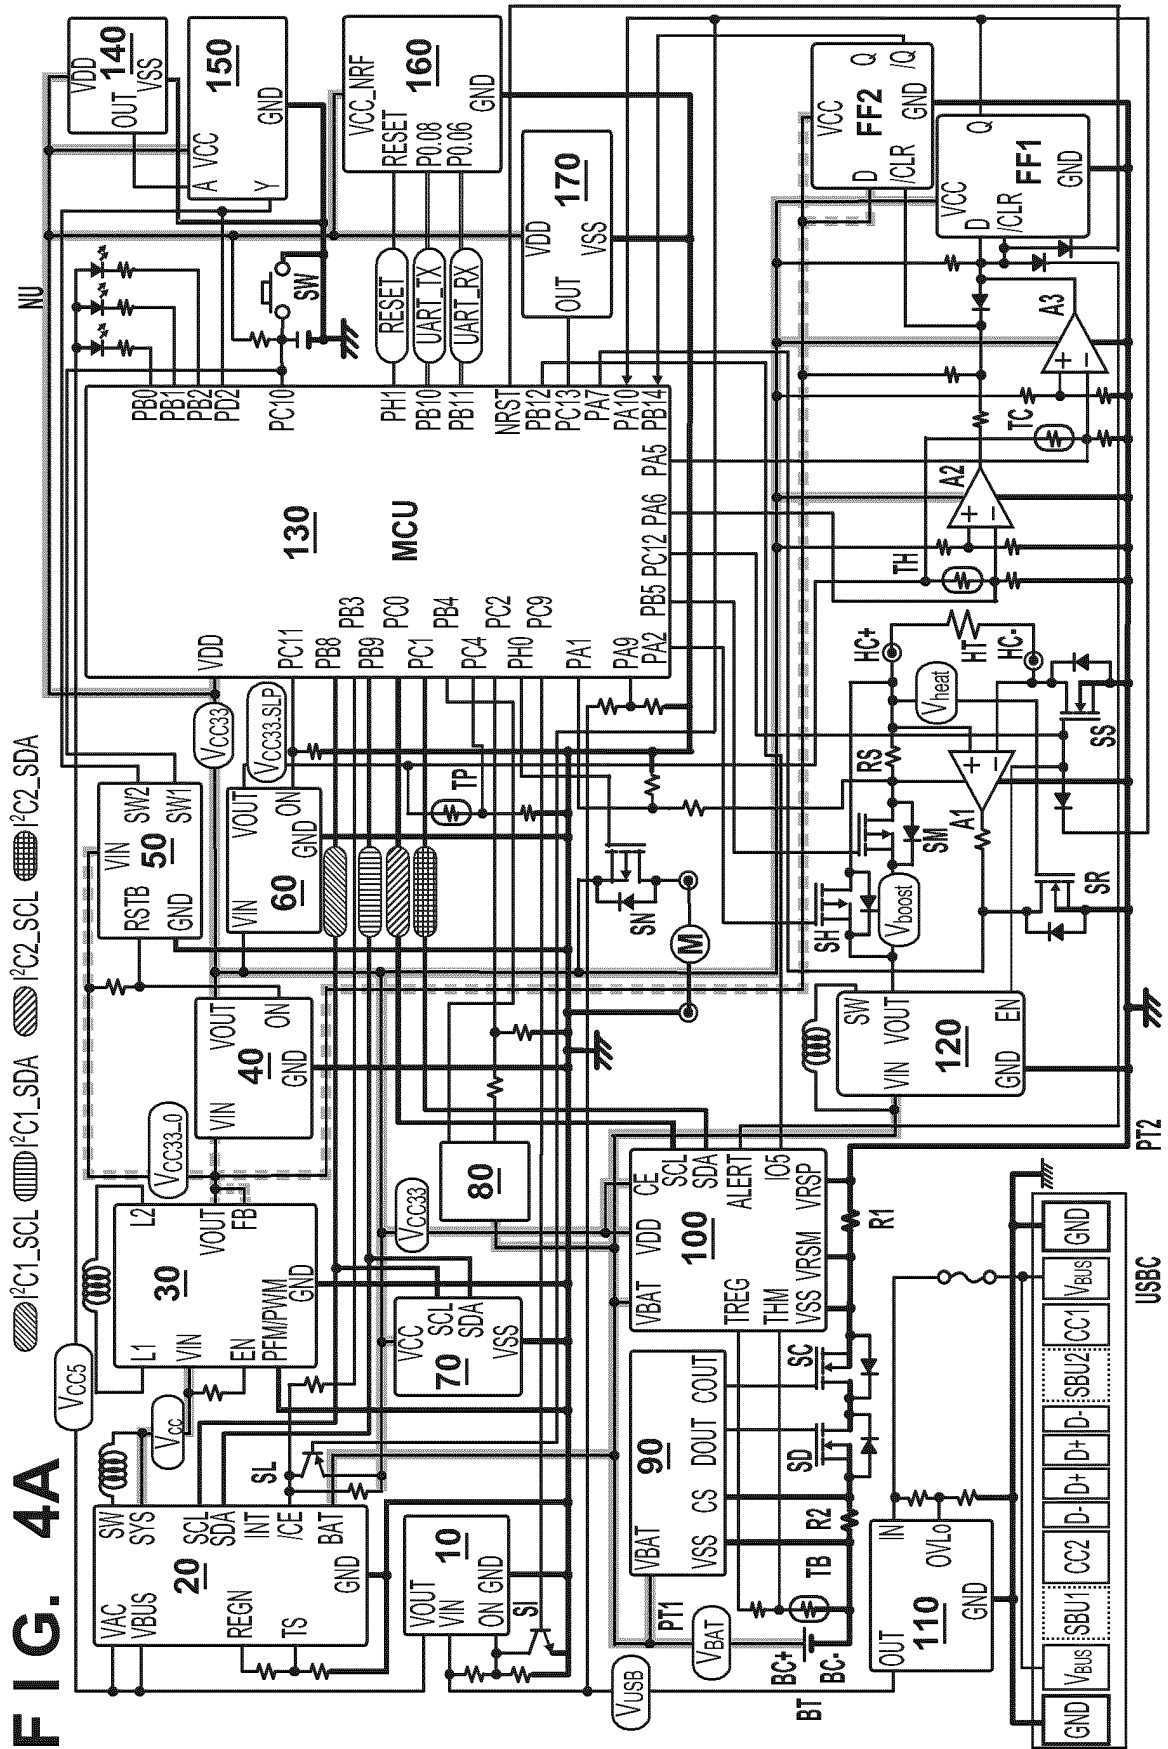 FIG. 4A
I²C1_SCL I²C1_SDA I²C2_SCL I²C2_SDA
VCC5
SW
SYS
SCL
SDA
INT
/CE
BAT
GND
VAC
VBUS
REGN
TS
20
SL
VCC
L1
VIN
EN
PFM/PWM
GND
L2
VOUT
FB
30
VCC33_0
VIN
VOUT
ON
GND
40
VIN
RSTB
GND
SW2
SW1
50
VIN
VOUT
ON
GND
60
VCC33
VCC33.SLP
VCC
SCL
SDA
VSS
70
VCC33
80
VOUT
VIN
ON
GND
10
SI
VUSB
TP
SN
M
NU
VDD
PC11
PB8
PB3
PB9
PC0
PC1
PB4
PC4
PC2
PH0
PC9
PA1
PA9
PA2
PB5
PC12
PA6
PA5
130
MCU
PB0
PB1
PB2
PD2
PC10
PH1
PB10
PB11
NRST
PB12
PC13
PA7
PA10
PB14
SW
RESET
UART_TX
UART_RX
VDD
OUT
VSS
140
VCC
A
Y
GND
150
VCC_NRF
RESET
P0.08
P0.06
GND
160
VDD
OUT
VSS
170
VBAT
VSS
CS
DOUT
COUT
90
PT1
VBAT
BC+
BC-
BT
TB
R2
SD
SC
VBAT
VDD
CE
SCL
SDA
ALERT
IO5
TREG
THM
VSS
VRSM
VRSP
100
R1
PT2
OUT
IN
OVLo
GND
110
GND
VBUS
SBU1
CC2
D-
D+
D+
D-
SBU2
CC1
VBUS
GND
USBC
SW
VIN
VOUT
GND
EN
120
Vboost
SH
SM
RS
A1
SR
SS
Vheat
HC+
HT
HC-
TH
A2
TC
A3
VCC
D
Q
/Q
/CLR
GND
FF2
VCC
D
Q
/CLR
GND
FF1